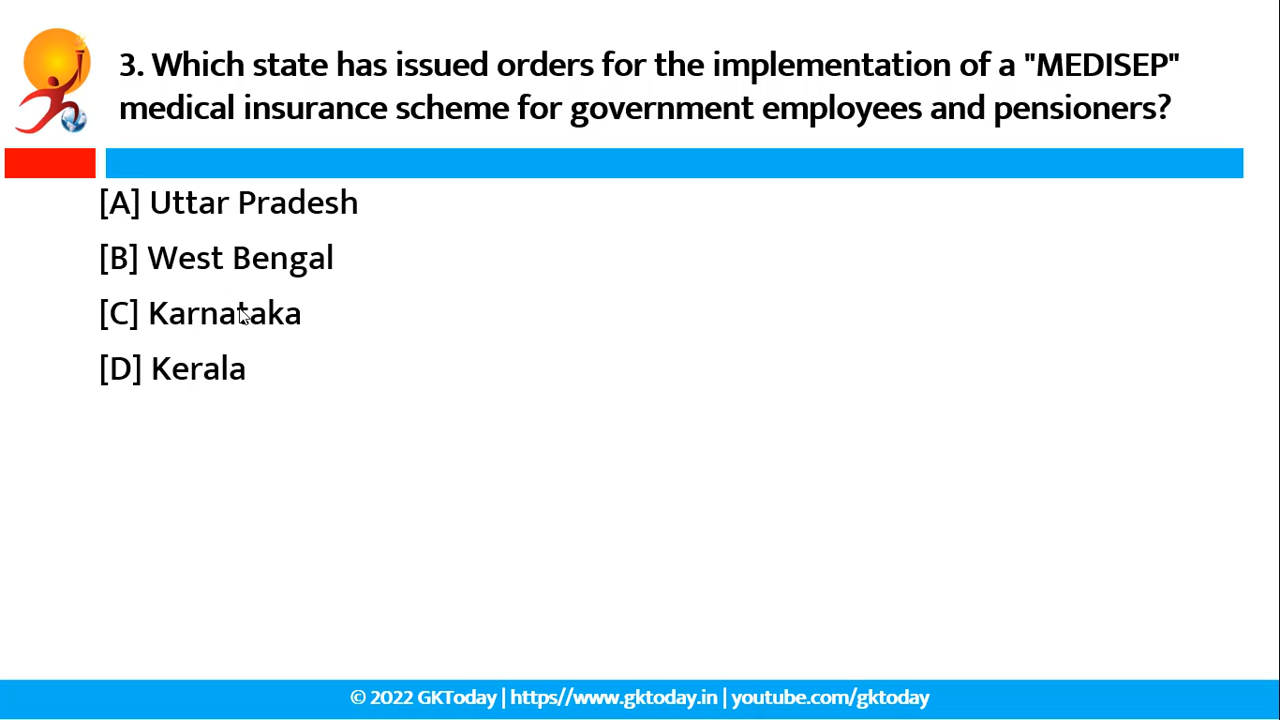 3. Which state has issued orders for the implementation of a "MEDISEP"
medical insurance scheme for government employees and pensioners?
[A] Uttar Pradesh
[B] West Bengal
[C] Karnataka
[D] Kerala
© 2022 GKToday | https//www.gktoday.in | youtube.com/gktoday